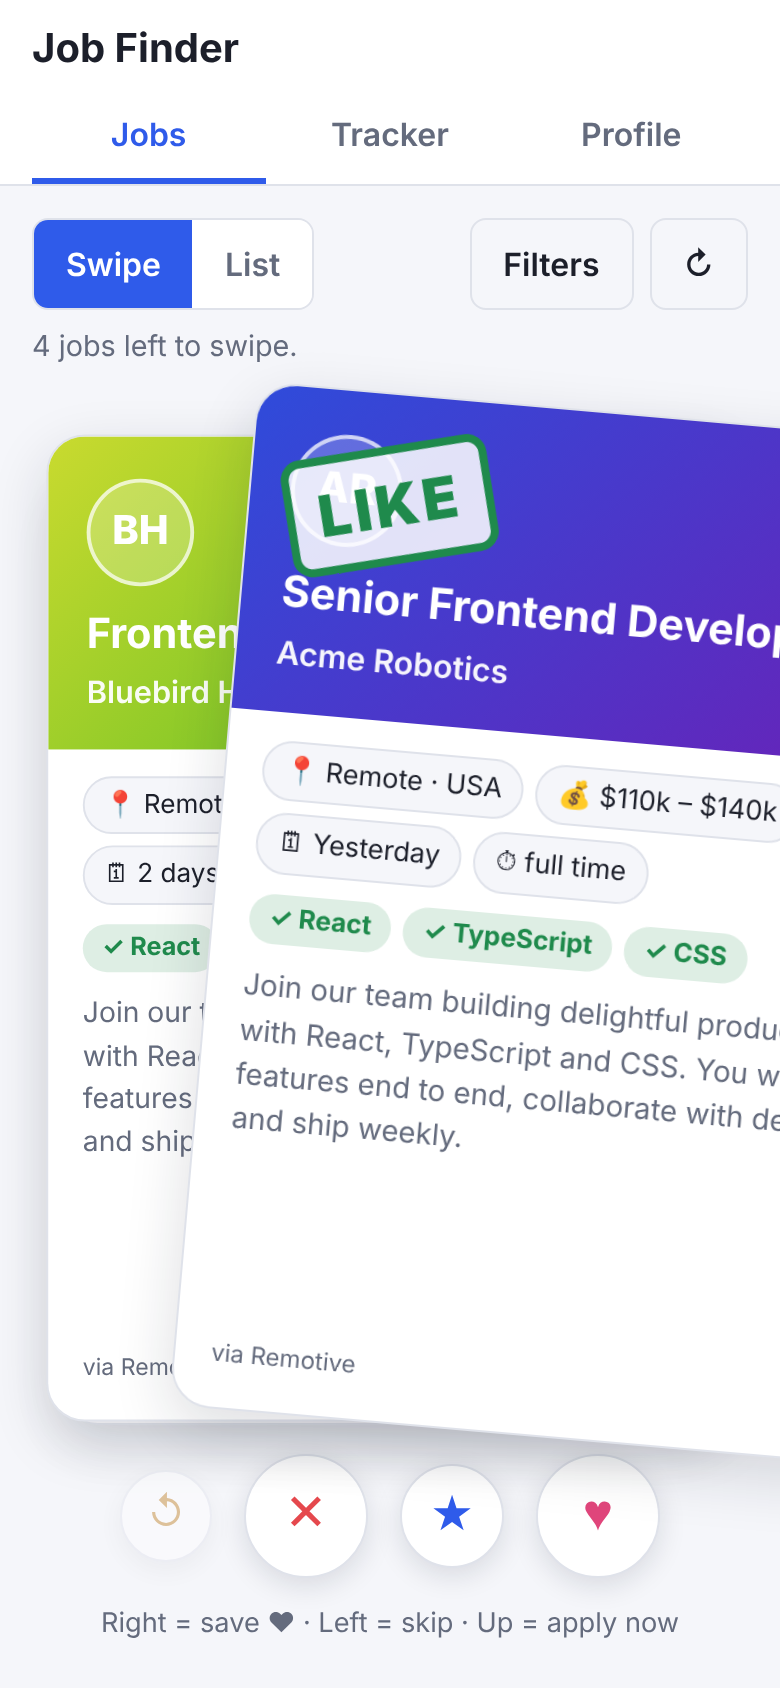 Job Finder
Jobs Tracker Profile
Swipe List Filters ↻
4 jobs left to swipe.
BH
Fronten
Bluebird H
📍 Remot
🗓 2 days
✓ React
Join our t
with Reac
features
and ship
via Remo
AR
LIKE
Senior Frontend Develop
Acme Robotics
📍 Remote · USA 💰 $110k – $140k
🗓 Yesterday ⏱ full time
✓ React ✓ TypeScript ✓ CSS
Join our team building delightful produc
with React, TypeScript and CSS. You w
features end to end, collaborate with de
and ship weekly.
via Remotive
Right = save ♥ · Left = skip · Up = apply now